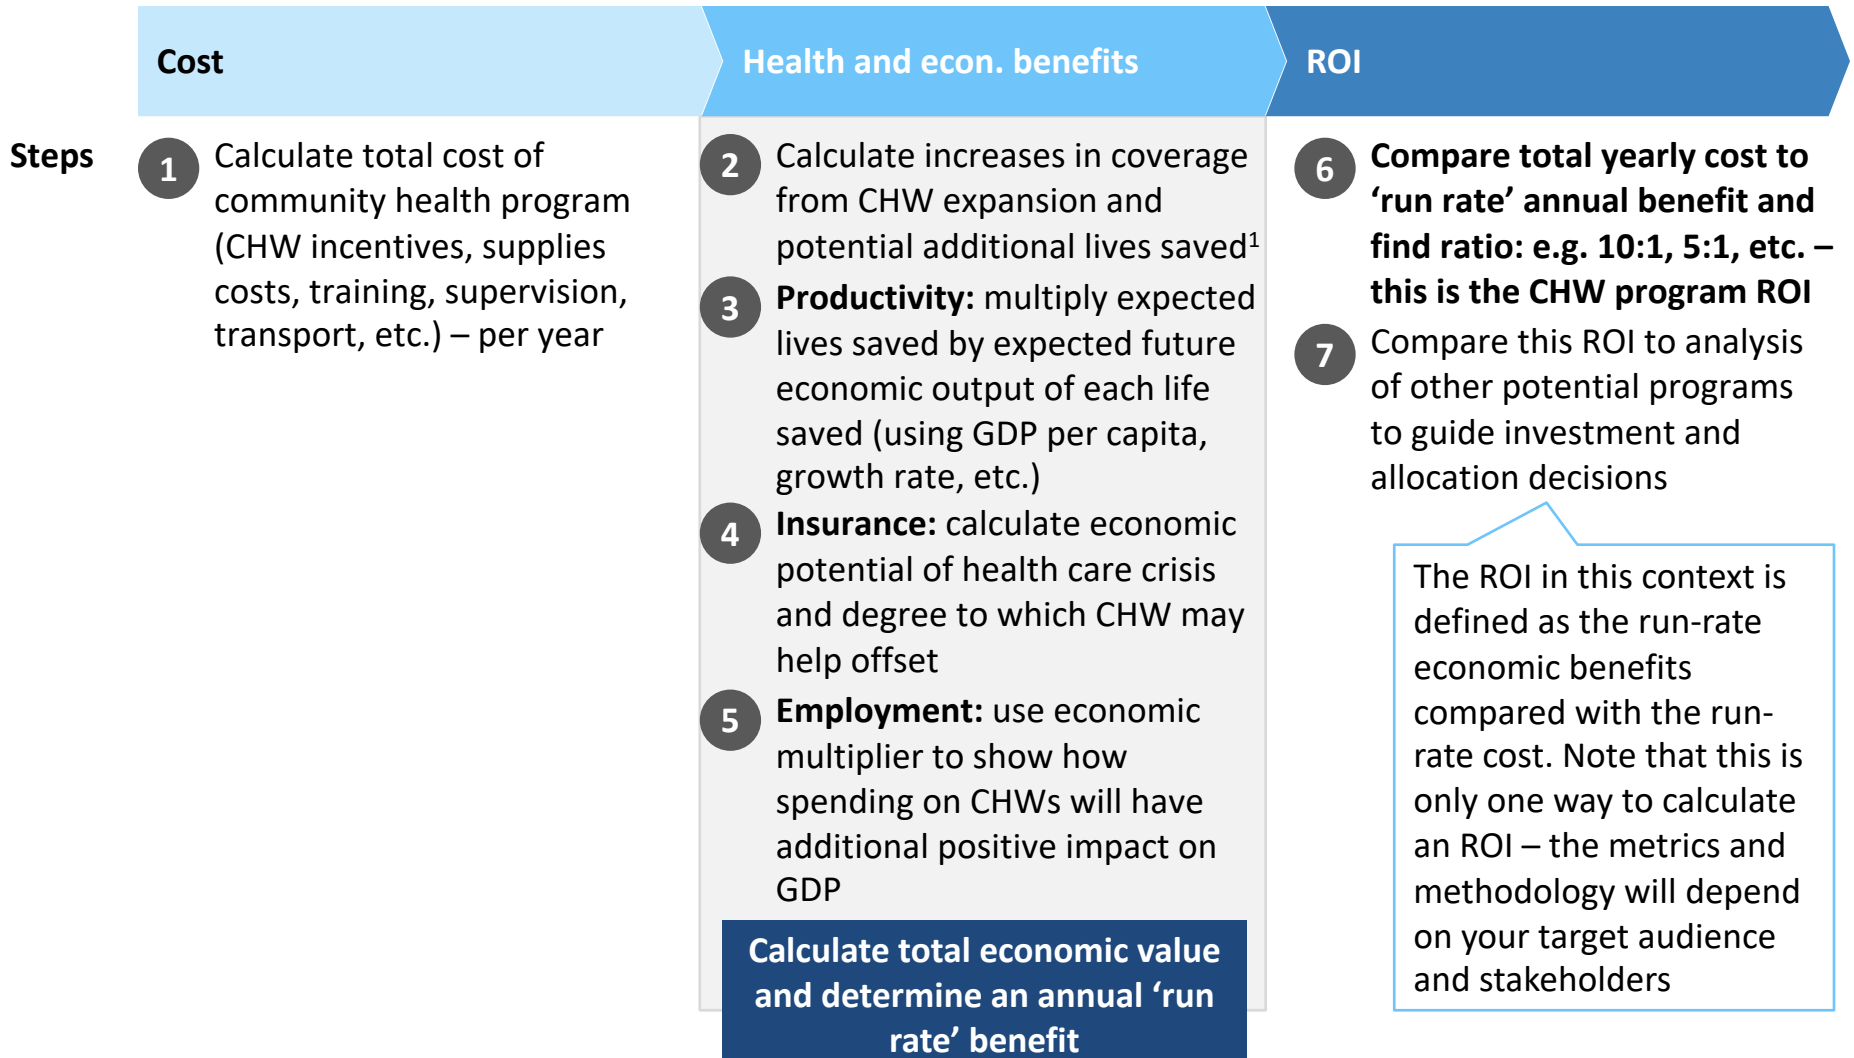 Cost
Health and econ. benefits
ROI
Steps
1
Calculate total cost of
community health program
(CHW incentives, supplies
costs, training, supervision,
transport, etc.) – per year
2
Calculate increases in coverage
from CHW expansion and
potential additional lives saved¹
3
Productivity: multiply expected
lives saved by expected future
economic output of each life
saved (using GDP per capita,
growth rate, etc.)
4
Insurance: calculate economic
potential of health care crisis
and degree to which CHW may
help offset
5
Employment: use economic
multiplier to show how
spending on CHWs will have
additional positive impact on
GDP
Calculate total economic value
and determine an annual ‘run
rate’ benefit
6
Compare total yearly cost to
‘run rate’ annual benefit and
find ratio: e.g. 10:1, 5:1, etc. –
this is the CHW program ROI
7
Compare this ROI to analysis
of other potential programs
to guide investment and
allocation decisions
The ROI in this context is
defined as the run-rate
economic benefits
compared with the run-
rate cost. Note that this is
only one way to calculate
an ROI – the metrics and
methodology will depend
on your target audience
and stakeholders